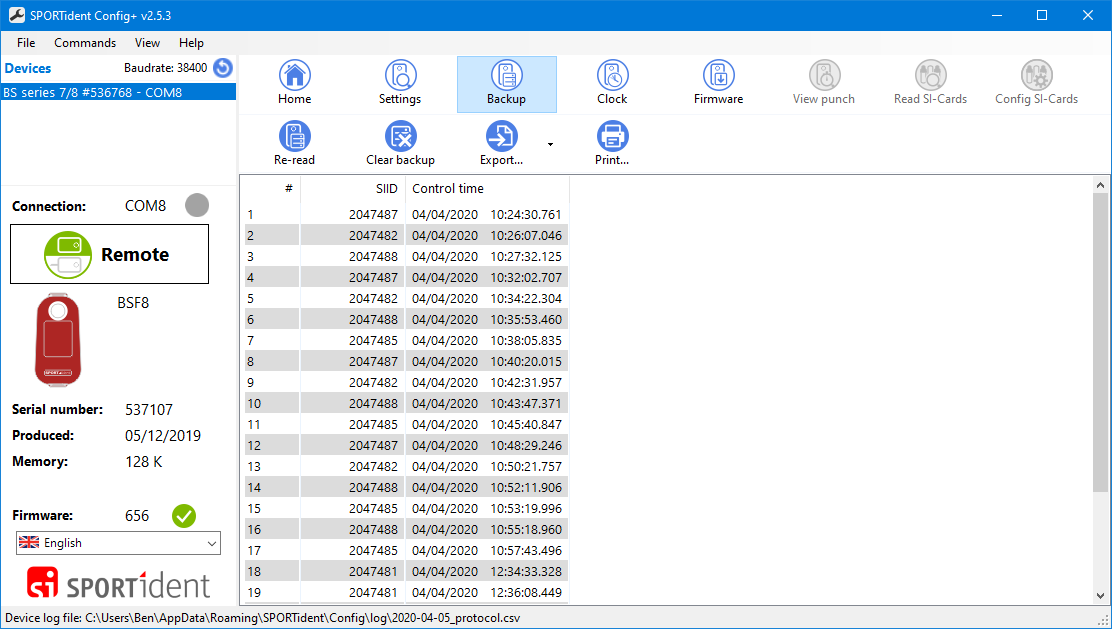 SPORTident Config+ v2.5.3
File Commands View Help
Devices Baudrate: 38400
BS series 7/8 #536768 - COM8
Home Settings Backup Clock Firmware View punch Read SI-Cards Config SI-Cards
Re-read Clear backup Export... Print...
Connection: COM8
Remote
BSF8
SPORTident
Serial number: 537107
Produced: 05/12/2019
Memory: 128 K
Firmware: 656
English
SPORTident
# SIID Control time
1 2047487 04/04/2020 10:24:30.761
2 2047482 04/04/2020 10:26:07.046
3 2047488 04/04/2020 10:27:32.125
4 2047487 04/04/2020 10:32:02.707
5 2047482 04/04/2020 10:34:22.304
6 2047488 04/04/2020 10:35:53.460
7 2047485 04/04/2020 10:38:05.835
8 2047487 04/04/2020 10:40:20.015
9 2047482 04/04/2020 10:42:31.957
10 2047488 04/04/2020 10:43:47.371
11 2047485 04/04/2020 10:45:40.847
12 2047487 04/04/2020 10:48:29.246
13 2047482 04/04/2020 10:50:21.757
14 2047488 04/04/2020 10:52:11.906
15 2047485 04/04/2020 10:53:19.996
16 2047488 04/04/2020 10:55:18.960
17 2047485 04/04/2020 10:57:43.496
18 2047481 04/04/2020 12:34:33.328
19 2047481 04/04/2020 12:36:08.449
Device log file: C:\Users\Ben\AppData\Roaming\SPORTident\Config\log\2020-04-05_protocol.csv